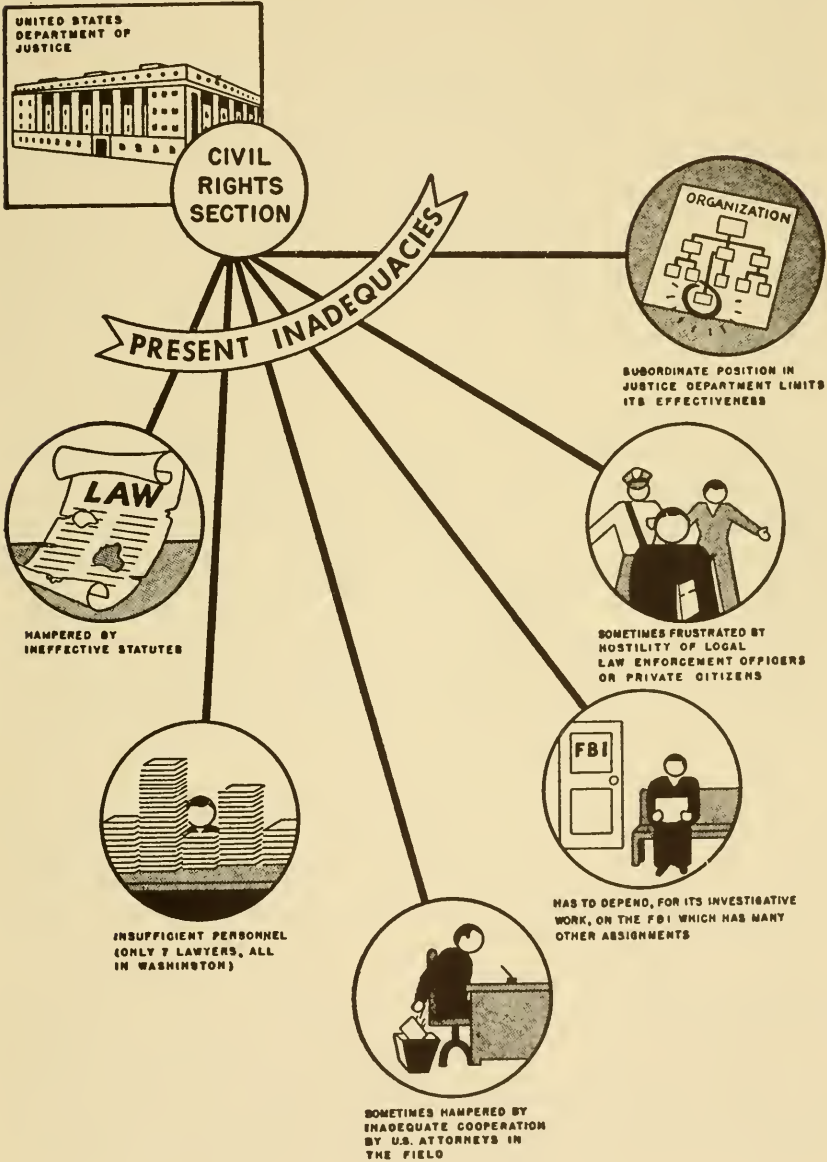 UNITED STATES
DEPARTMENT OF
JUSTICE
CIVIL
RIGHTS
SECTION
PRESENT INADEQUACIES
ORGANIZATION
SUBORDINATE POSITION IN
JUSTICE DEPARTMENT LIMITS
ITS EFFECTIVENESS
LAW
HAMPERED BY
INEFFECTIVE STATUTES
SOMETIMES FRUSTRATED BY
HOSTILITY OF LOCAL
LAW ENFORCEMENT OFFICERS
OR PRIVATE CITIZENS
FBI
HAS TO DEPEND, FOR ITS INVESTIGATIVE
WORK, ON THE FBI WHICH HAS MANY
OTHER ASSIGNMENTS
INSUFFICIENT PERSONNEL
(ONLY 7 LAWYERS, ALL
IN WASHINGTON)
SOMETIMES HAMPERED BY
INADEQUATE COOPERATION
BY U.S. ATTORNEYS IN
THE FIELD